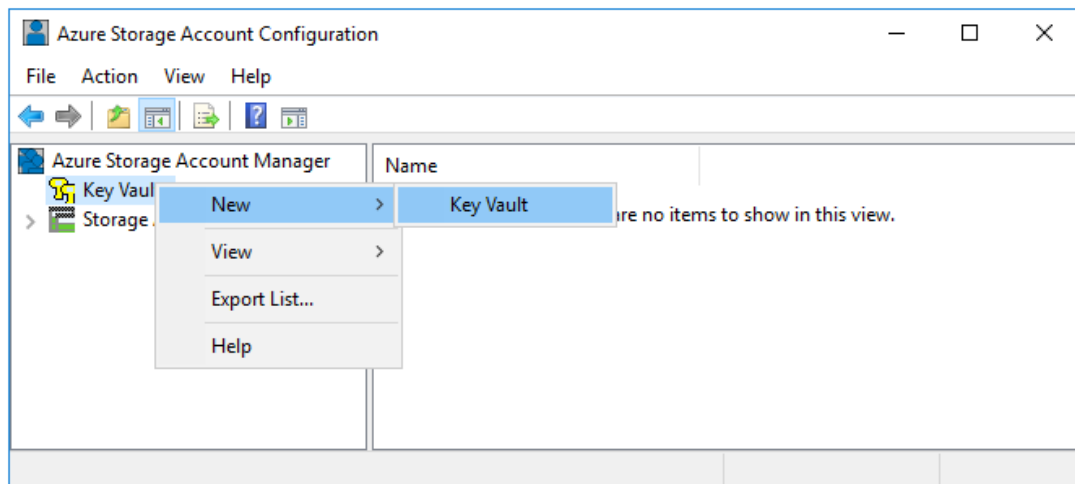 Azure Storage Account Configuration
File Action View Help
Azure Storage Account Manager
Name
Key Vaul
New
Key Vault
are no items to show in this view.
Storage
View
Export List...
Help